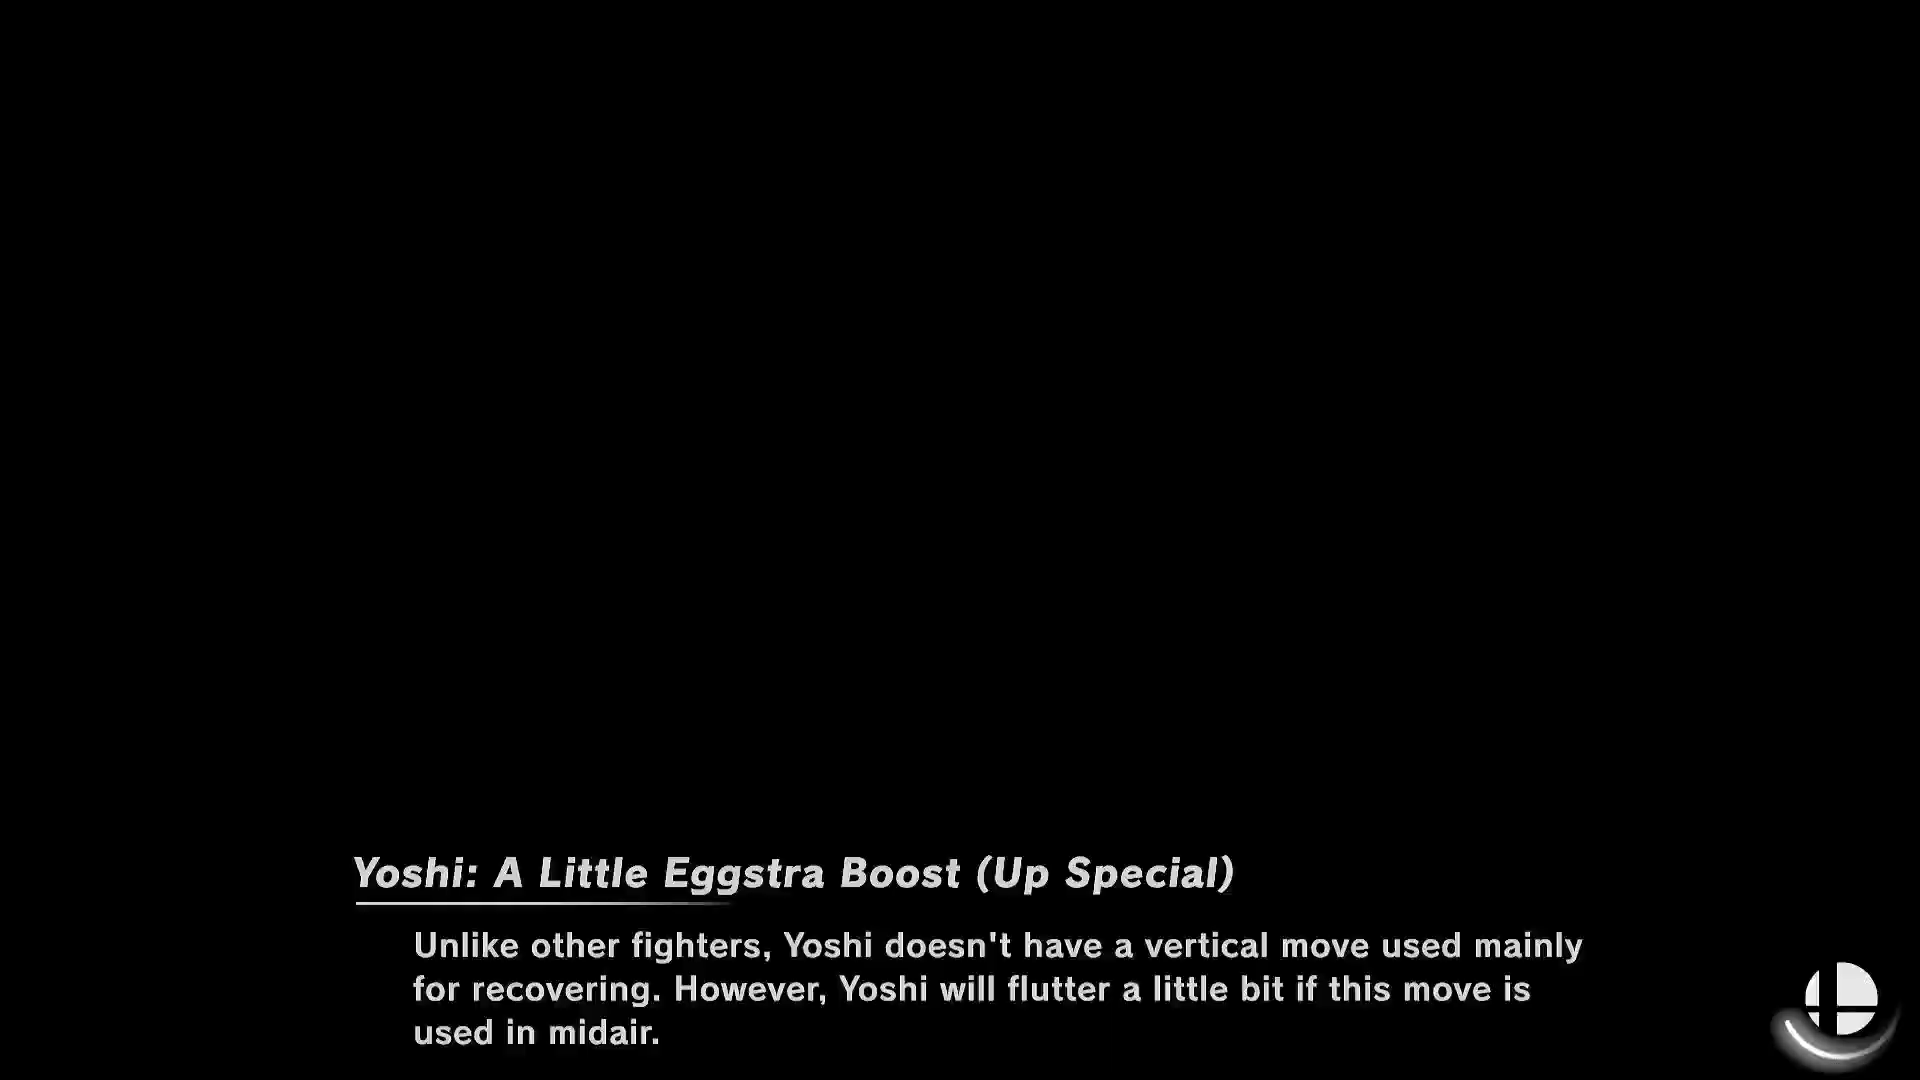 Yoshi: A Little Eggstra Boost (Up Special)
Unlike other fighters, Yoshi doesn't have a vertical move used mainly
for recovering. However, Yoshi will flutter a little bit if this move is
used in midair.